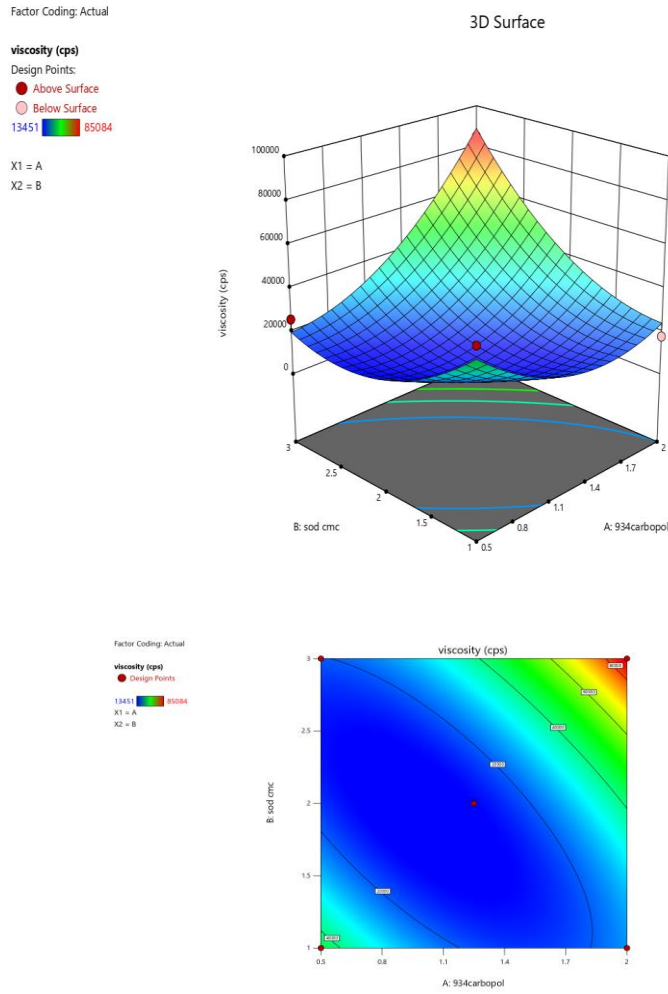 Factor Coding: Actual
3D Surface
viscosity (cps)
Design Points:
Above Surface
Below Surface
13451 85084
X1 = A
X2 = B
100000
80000
60000
40000
20000
0
viscosity (cps)
3
2.5
2
1.5
1
0.5
0.8
1.1
1.4
1.7
2
B: sod cmc
A: 934carbopol
Factor Coding: Actual
viscosity (cps)
Design Points
13451 85084
X1 = A
X2 = B
viscosity (cps)
3
2.5
2
1.5
1
0.5
0.8
1.1
1.4
1.7
2
B: sod cmc
A: 934carbopol